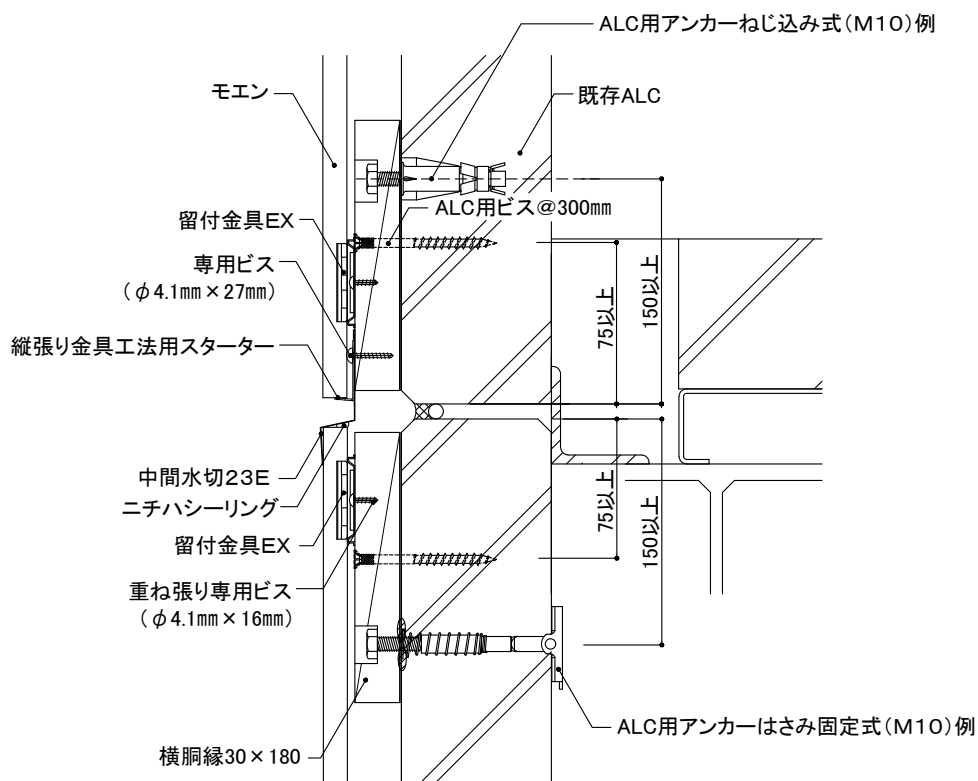 ALC用アンカーねじ込み式(M10)例
モエン
既存ALC
ALC用ビス@300mm
留付金具EX
専用ビス
(φ4.1mm×27mm)
縦張り金具工法用スターター
75以上
150以上
中間水切23E
ニチハシーリング
留付金具EX
重ね張り専用ビス
(φ4.1mm×16mm)
75以上
150以上
ALC用アンカーはさみ固定式(M10)例
横胴縁30×180